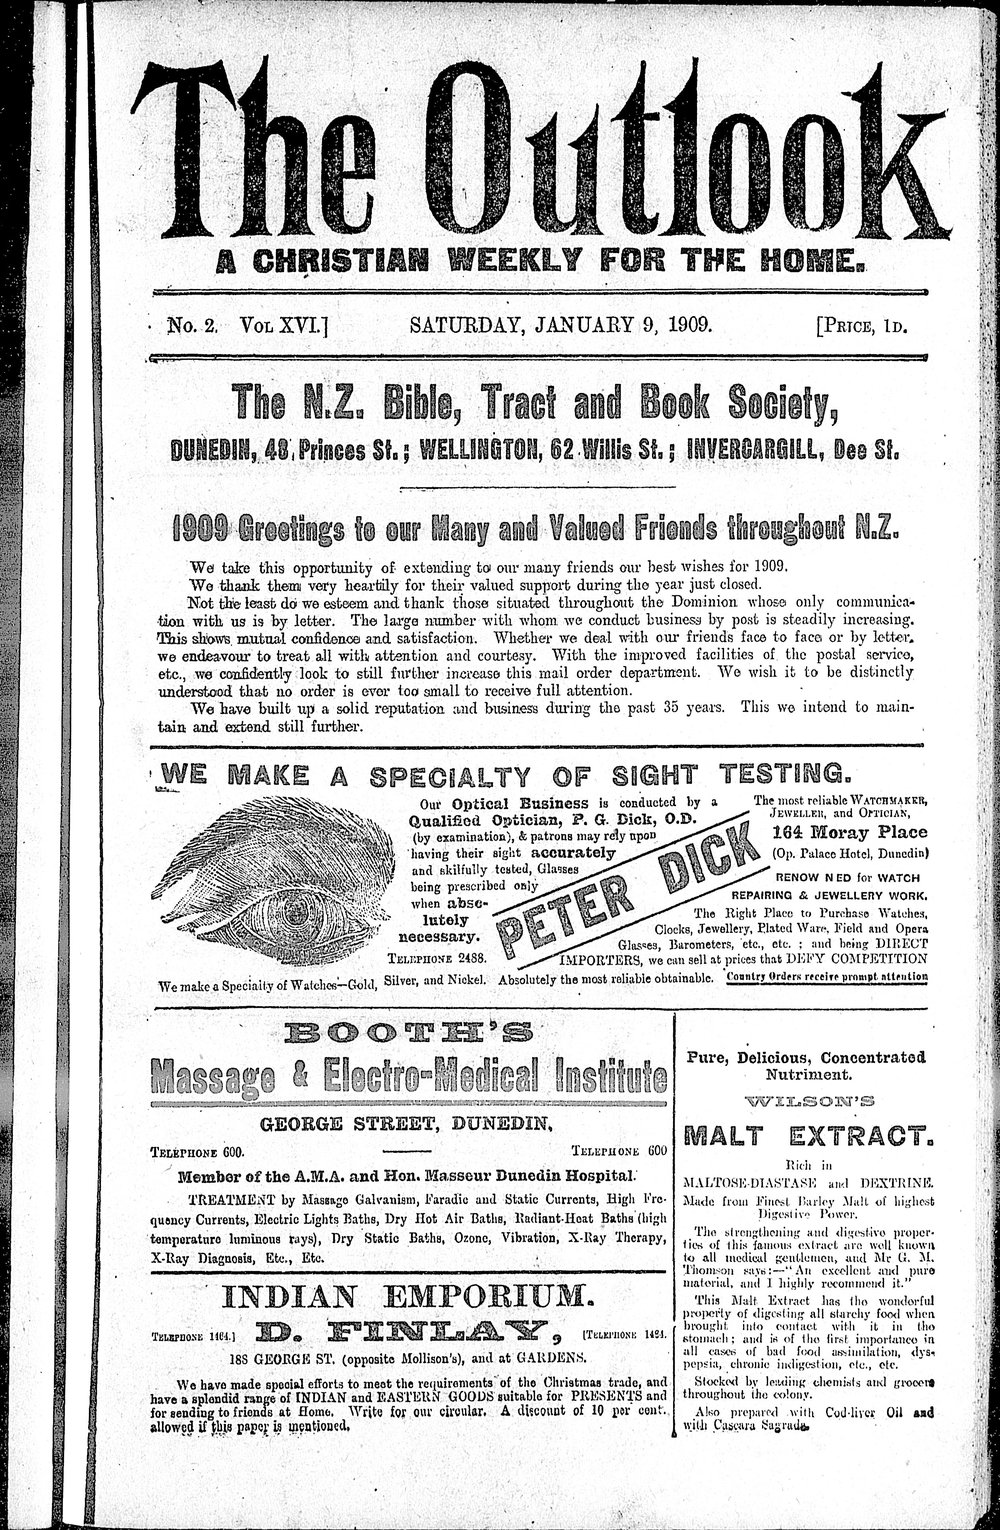 The Outlook
A CHRISTIAN WEEKLY FOR THE HOME.
No. 2. VOL XVI.] SATURDAY, JANUARY 9, 1909. [PRICE, 1D.
The N.Z. Bible, Tract and Book Society,
DUNEDIN, 48, Princes St.; WELLINGTON, 62 Willis St.; INVERCARGILL, Dee St.
1909 Greetings to our Many and Valued Friends throughout N.Z.
We take this opportunity of extending to our many friends our best wishes for 1909.
We thank them very heartily for their valued support during the year just closed.
Not the least do we esteem and thank those situated throughout the Dominion whose only communica-
tion with us is by letter. The large number with whom we conduct business by post is steadily increasing.
This shows mutual confidence and satisfaction. Whether we deal with our friends face to face or by letter,
we endeavour to treat all with attention and courtesy. With the improved facilities of the postal service,
etc., we confidently look to still further increase this mail order department. We wish it to be distinctly
understood that no order is ever too small to receive full attention.
We have built up a solid reputation and business during the past 35 years. This we intend to main-
tain and extend still further.
WE MAKE A SPECIALTY OF SIGHT TESTING.
Our Optical Business is conducted by a
Qualified Optician, P. G. Dick, O.D.
(by examination), & patrons may rely upon
having their sight accurately
and skilfully tested, Glasses
being prescribed only
when abso-
lutely
necessary.
TELEPHONE 2488.
PETER DICK
The most reliable WATCHMAKER,
JEWELLER, and OPTICIAN,
164 Moray Place
(Op. Palace Hotel, Dunedin)
RENOW NED for WATCH
REPAIRING & JEWELLERY WORK.
The Right Place to Purchase Watches,
Clocks, Jewellery, Plated Ware, Field and Opera
Glasses, Barometers, etc., etc. ; and being DIRECT
IMPORTERS, we can sell at prices that DEFY COMPETITION
We make a Specialty of Watches—Gold, Silver, and Nickel. Absolutely the most reliable obtainable. Country Orders receive prompt attention
BOOTH'S
Massage & Electro-Medical Institute
GEORGE STREET, DUNEDIN.
TELEPHONE 600. TELEPHONE 600
Member of the A.M.A. and Hon. Masseur Dunedin Hospital.
TREATMENT by Massage Galvanism, Faradic and Static Currents, High Fre-
quency Currents, Electric Lights Baths, Dry Hot Air Baths, Radiant-Heat Baths (high
temperature luminous rays), Dry Static Baths, Ozone, Vibration, X-Ray Therapy,
X-Ray Diagnosis, Etc., Etc.
INDIAN EMPORIUM.
TELEPHONE 1464.] D. FINLAY, [TELEPHONE 1424.
188 GEORGE ST. (opposite Mollison's), and at GARDENS.
We have made special efforts to meet the requirements of the Christmas trade, and
have a splendid range of INDIAN and EASTERN GOODS suitable for PRESENTS and
for sending to friends at Home. Write for our circular. A discount of 10 per cent.
allowed if this paper is mentioned.
Pure, Delicious, Concentrated
Nutriment.
WILSON'S
MALT EXTRACT.
Rich in
MALTOSE-DIASTASE and DEXTRINE.
Made from Finest Barley Malt of highest
Digestive Power.
The strengthening and digestive proper-
ties of this famous extract are well known
to all medical gentlemen, and Mr G. M.
Thomson says:—"An excellent and pure
material, and I highly recommend it."
This Malt Extract has the wonderful
property of digesting all starchy food when
brought into contact with it in the
stomach; and is of the first importance in
all cases of bad food assimilation, dys-
pepsia, chronic indigestion, etc., etc.
Stocked by leading chemists and grocers
throughout the colony.
Also prepared with Cod-liver Oil and
with Cascara Sagrada.